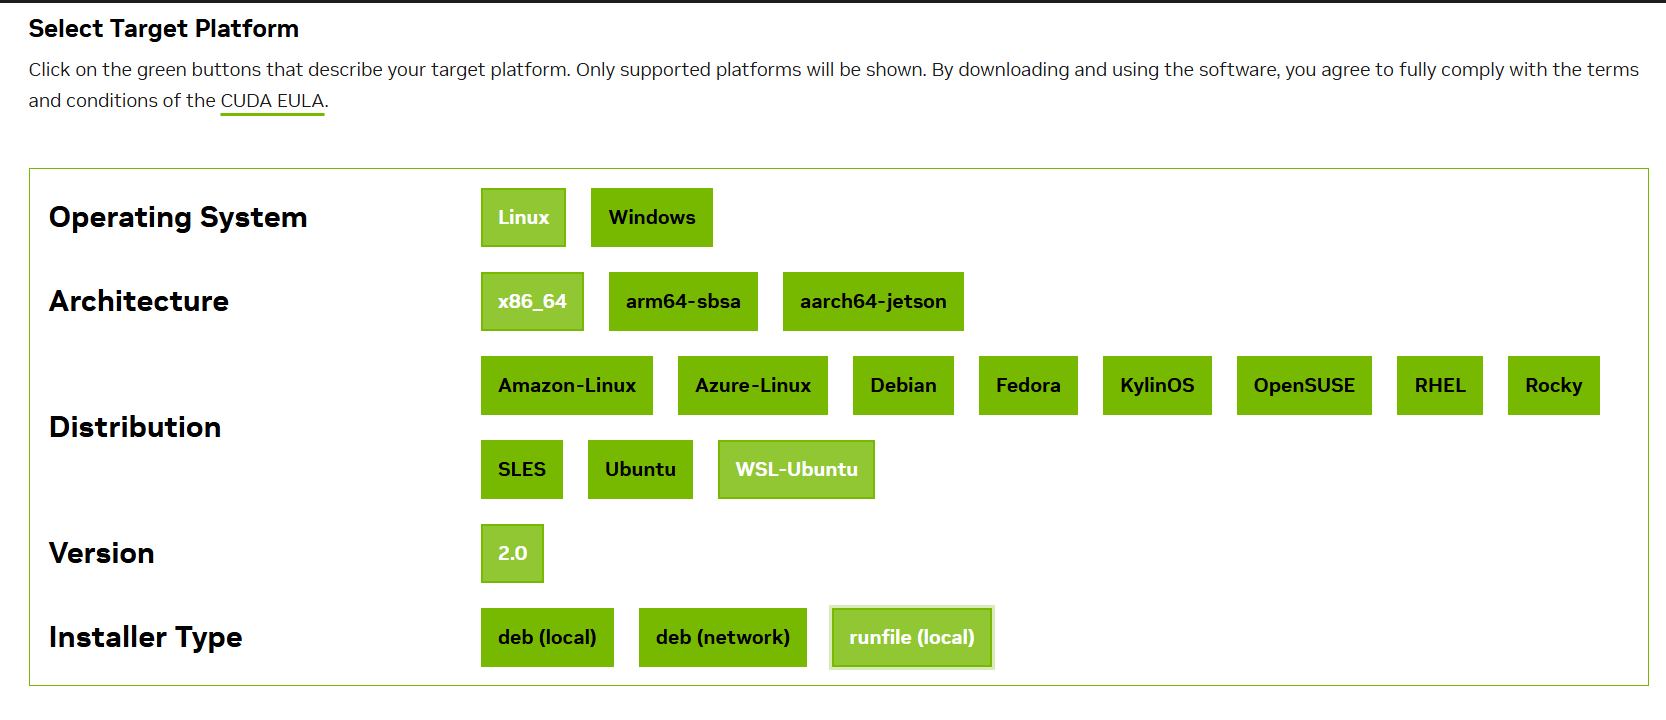 Select Target Platform
Click on the green buttons that describe your target platform. Only supported platforms will be shown. By downloading and using the software, you agree to fully comply with the terms
and conditions of the CUDA EULA.
Operating System
Linux Windows
Architecture
x86_64 arm64-sbsa aarch64-jetson
Distribution
Amazon-Linux Azure-Linux Debian Fedora KylinOS OpenSUSE RHEL Rocky
SLES Ubuntu WSL-Ubuntu
Version
2.0
Installer Type
deb (local) deb (network) runfile (local)